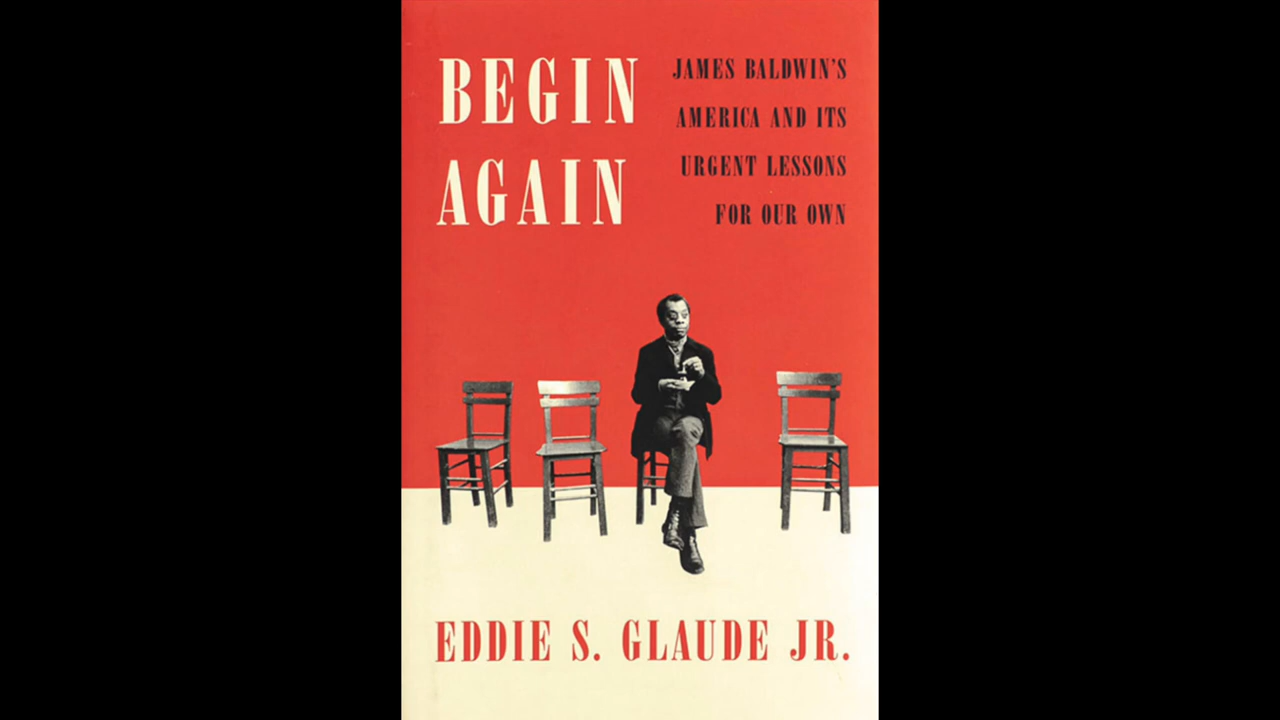 BEGIN
AGAIN
JAMES BALDWIN'S
AMERICA AND ITS
URGENT LESSONS
FOR OUR OWN
EDDIE S. GLAUDE JR.